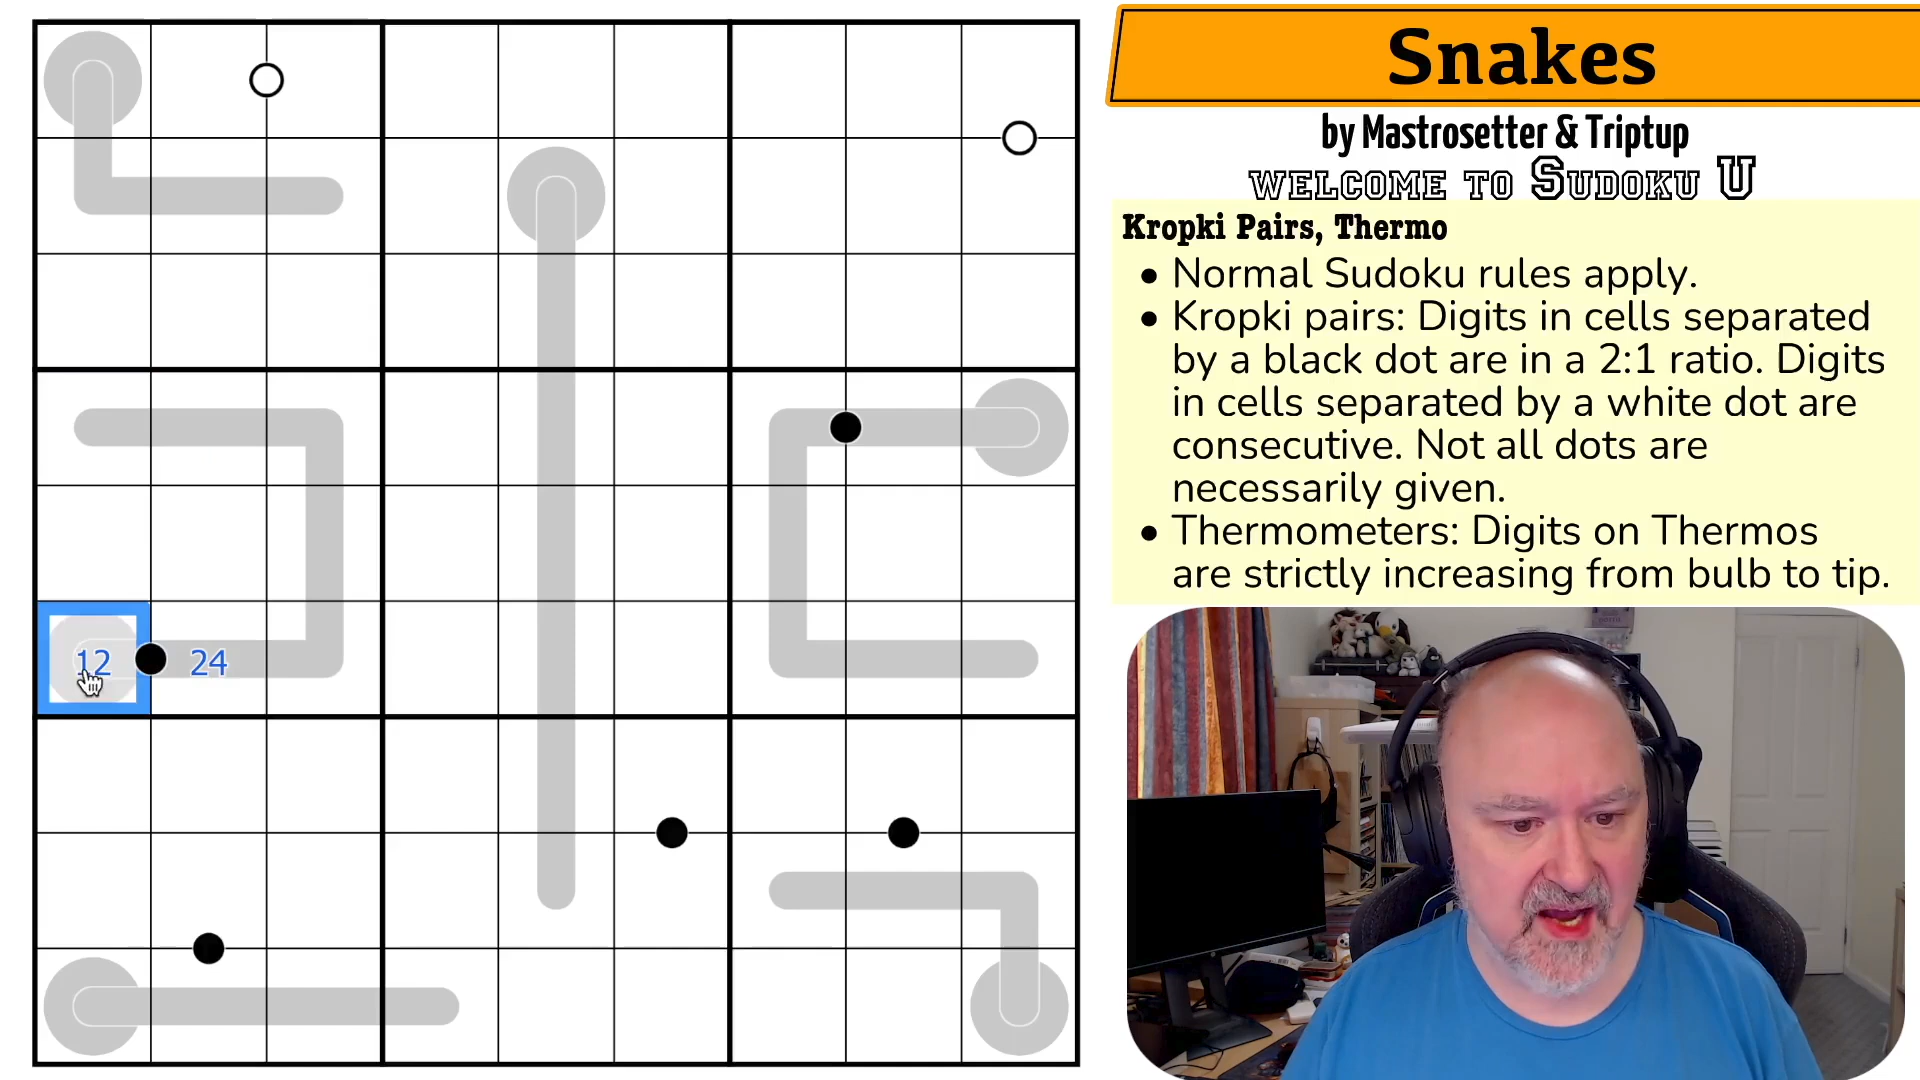 Snakes
by Mastrosetter & Triptup
WELCOME TO SUDOKU U
Kropki Pairs, Thermo
• Normal Sudoku rules apply.
• Kropki pairs: Digits in cells separated
by a black dot are in a 2:1 ratio. Digits
in cells separated by a white dot are
consecutive. Not all dots are
necessarily given.
• Thermometers: Digits on Thermos
are strictly increasing from bulb to tip.
12 24